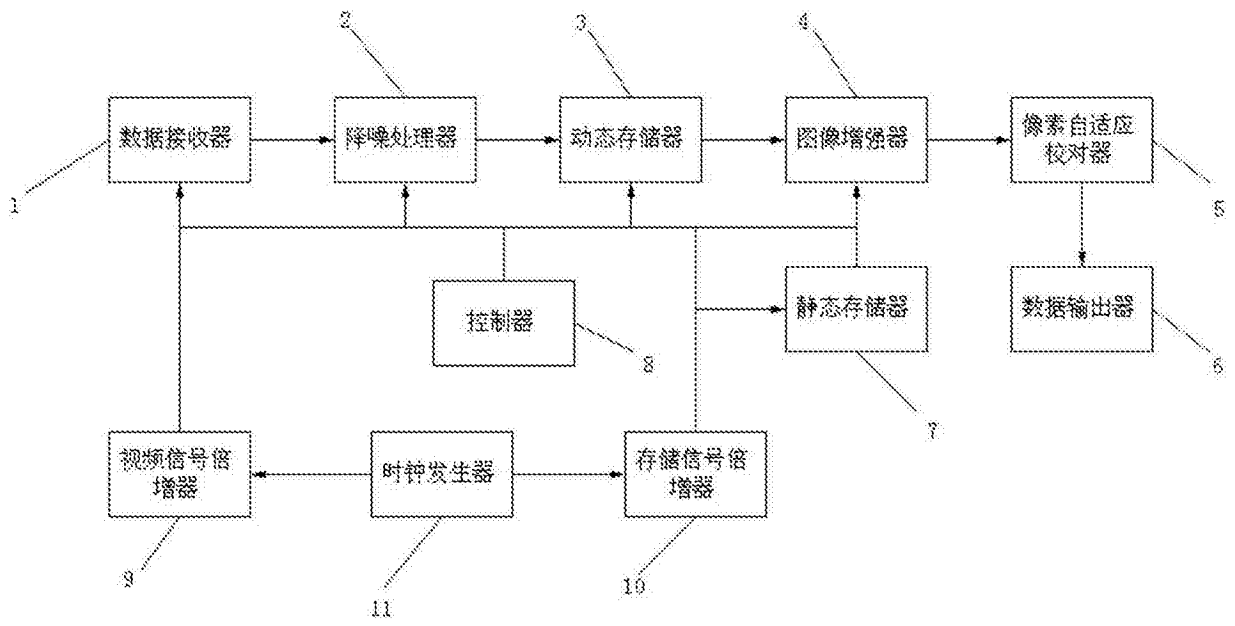 2
3
4
数据接收器
降噪处理器
动态存储器
图像增强器
像素自适应
校对器
1
5
控制器
静态存储器
数据输出器
8
6
7
视频信号倍
增器
时钟发生器
存储信号倍
增器
9
11
10